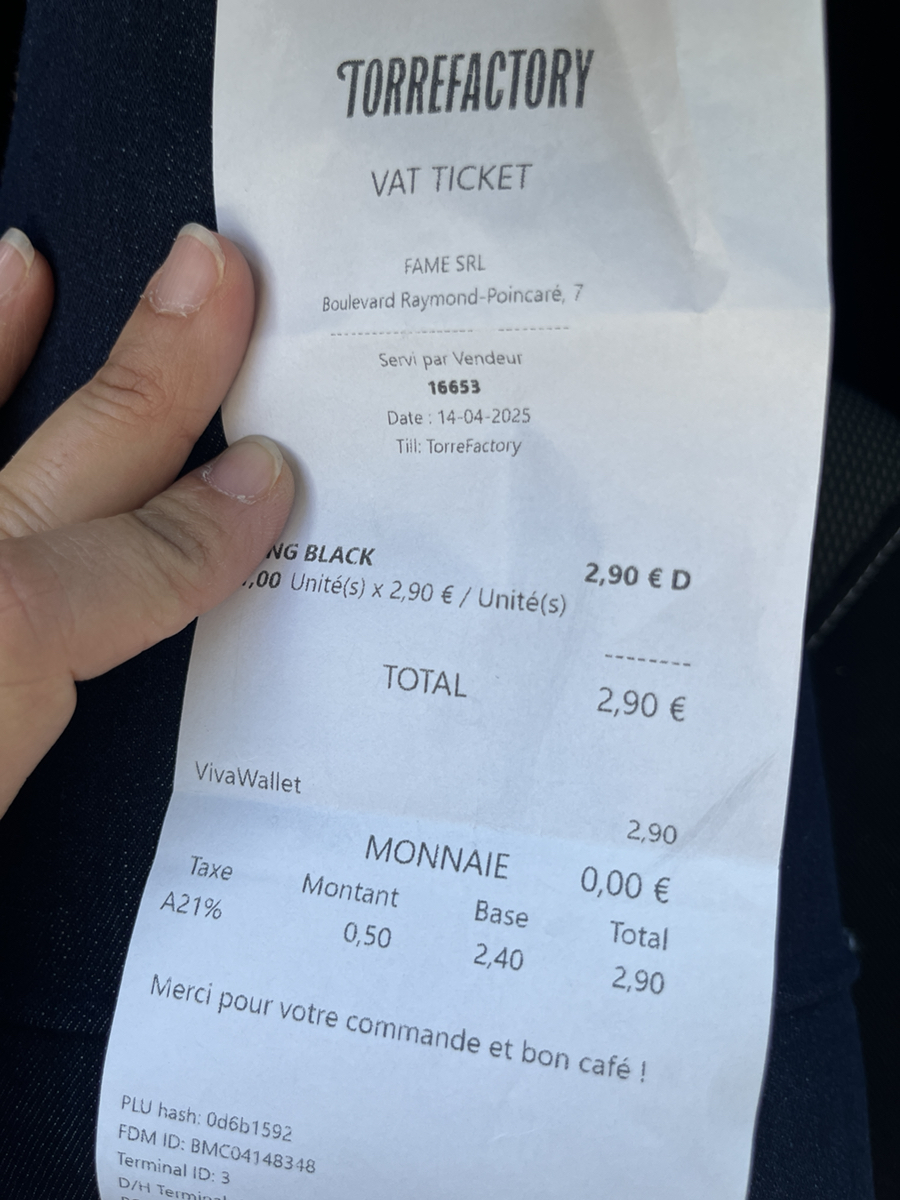 TORREFACTORY
VAT TICKET
FAME SRL
Boulevard Raymond-Poincaré, 7
Servi par Vendeur
16653
Date : 14-04-2025
Tiil: TorreFactory
BLACK 2,90 € D
Unité(s) x 2,90 € / Unité(s)
--------
TOTAL 2,90 €
VivaWallet
2,90
MONNAIE 0,00 €
Taxe Montant Base Total
A21% 0,50 2,40 2,90
Merci pour votre commande et bon café !
PLU hash: 0d6b1592
FDM ID: BMC04148348
Terminal ID: 3
D/H